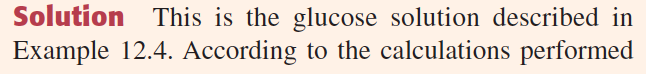 Solution This is the glucose solution described in
Example 12.4. According to the calculations performed